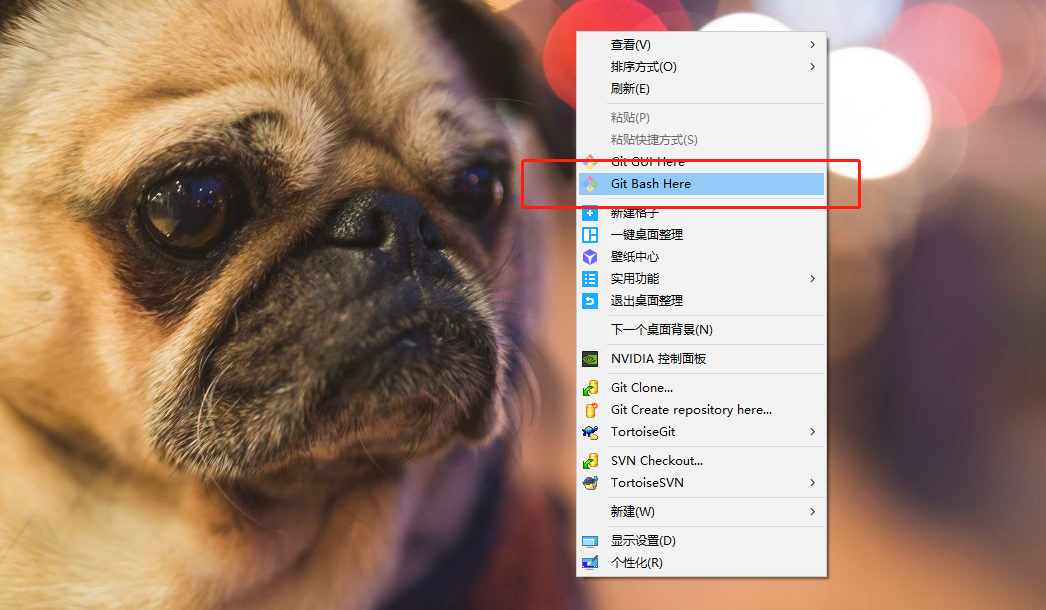 查看(V)
排序方式(O)
刷新(E)
粘贴(P)
粘贴快捷方式(S)
Git GUI Here
Git Bash Here
新建格子
一键桌面整理
壁纸中心
实用功能
退出桌面整理
下一个桌面背景(N)
NVIDIA 控制面板
Git Clone...
Git Create repository here...
TortoiseGit
SVN Checkout...
TortoiseSVN
新建(W)
显示设置(D)
个性化(R)